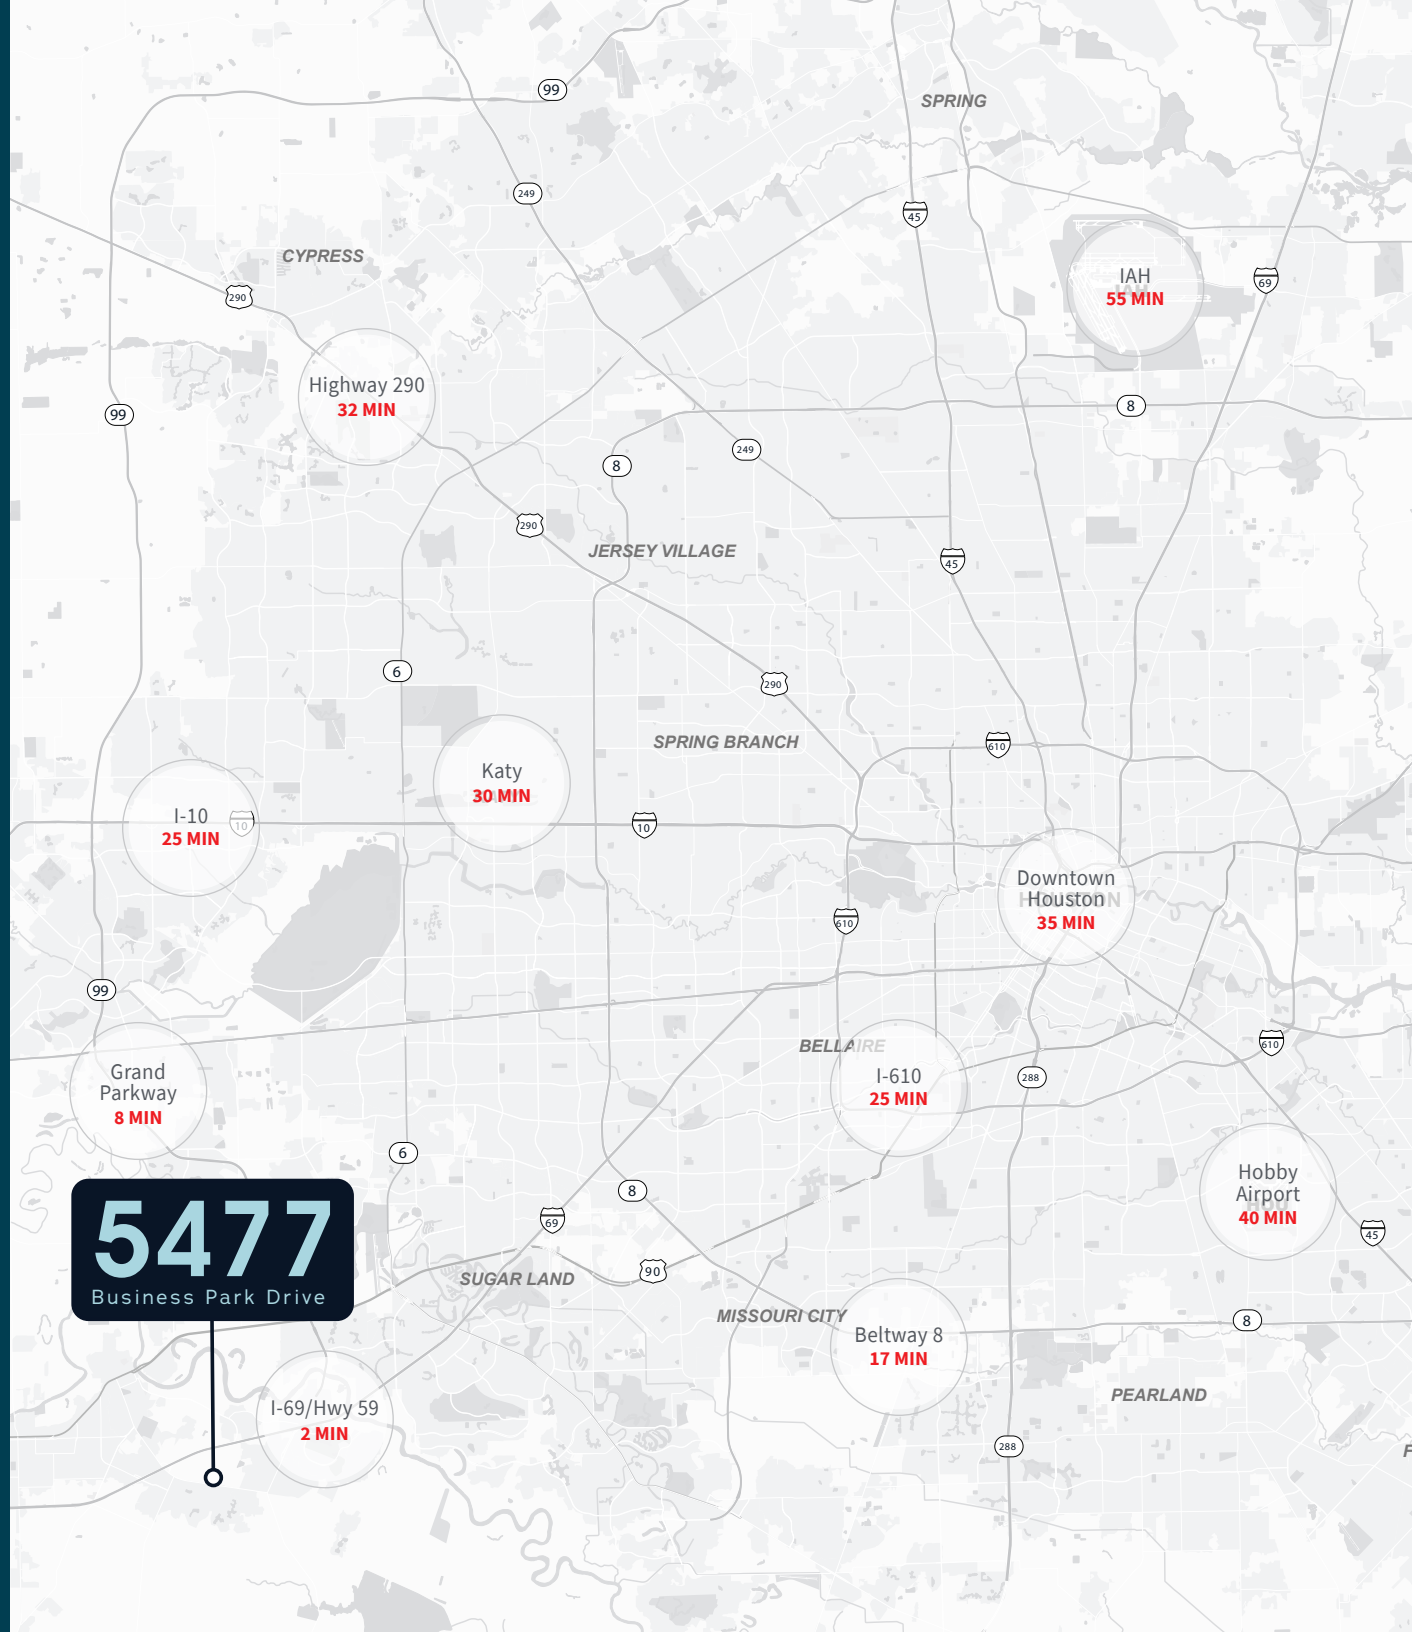 99
SPRING
249
45
CYPRESS
IAH
55 MIN
69
290
Highway 290
32 MIN
99
8
249
8
290
JERSEY VILLAGE
45
6
290
SPRING BRANCH
610
Katy
30 MIN
I-10
25 MIN
10
10
Downtown
Houston
35 MIN
HOUSTON
610
99
BELLAIRE
610
Grand
Parkway
8 MIN
I-610
25 MIN
288
6
8
Hobby
Airport
40 MIN
HOU
69
45
5477
Business Park Drive
90
SUGAR LAND
MISSOURI CITY
8
Beltway 8
17 MIN
PEARLAND
I-69/Hwy 59
2 MIN
288